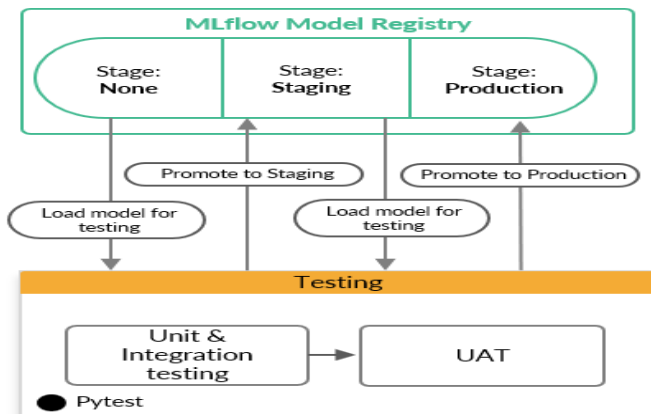 MLflow Model Registry
Stage:
None
Stage:
Staging
Stage:
Production
Promote to Staging
Promote to Production
Load model for
testing
Load model for
testing
Testing
Unit &
Integration
testing
UAT
Pytest